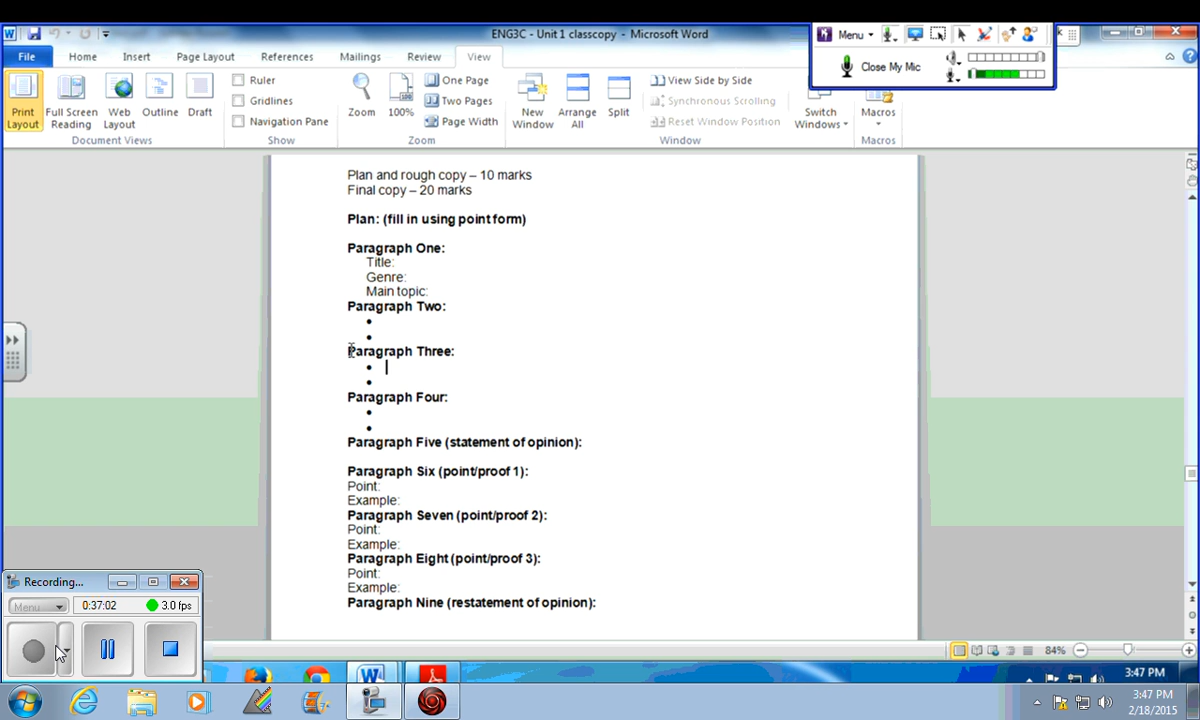 ENG3C - Unit 1 classcopy - Microsoft Word
Menu
Close My Mic
File Home Insert Page Layout References Mailings Review View
Print Layout
Full Screen Reading
Web Layout
Outline
Draft
Document Views
Ruler
Gridlines
Navigation Pane
Show
Zoom
100%
One Page
Two Pages
Page Width
Zoom
New Window
Arrange All
Split
View Side by Side
Synchronous Scrolling
Reset Window Position
Window
Switch Windows
Macros
Macros
Plan and rough copy – 10 marks
Final copy – 20 marks
Plan: (fill in using point form)
Paragraph One:
Title:
Genre:
Main topic:
Paragraph Two:
•
•
Paragraph Three:
•
•
Paragraph Four:
•
•
Paragraph Five (statement of opinion):
Paragraph Six (point/proof 1):
Point:
Example:
Paragraph Seven (point/proof 2):
Point:
Example:
Paragraph Eight (point/proof 3):
Point:
Example:
Paragraph Nine (restatement of opinion):
Recording...
Menu
0:37:02
3.0 fps
84%
3:47 PM
3:47 PM
2/18/2015